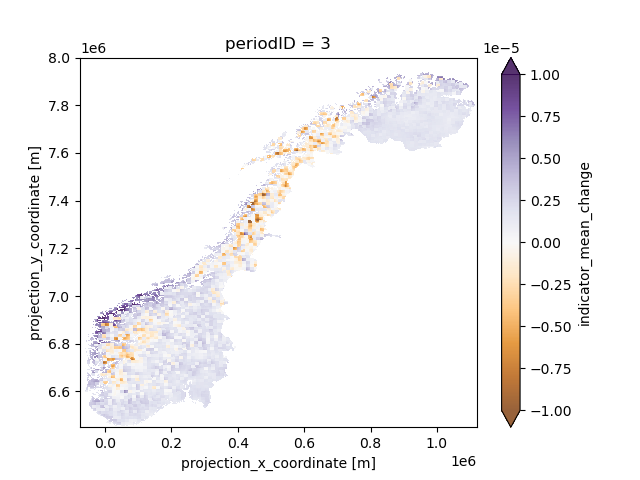 periodID = 3
1e6
8.0
7.8
7.6
7.4
7.2
7.0
6.8
6.6
projection_y_coordinate [m]
0.0 0.2 0.4 0.6 0.8 1.0
1e6
projection_x_coordinate [m]
1e−5
1.00
0.75
0.50
0.25
0.00
−0.25
−0.50
−0.75
−1.00
indicator_mean_change